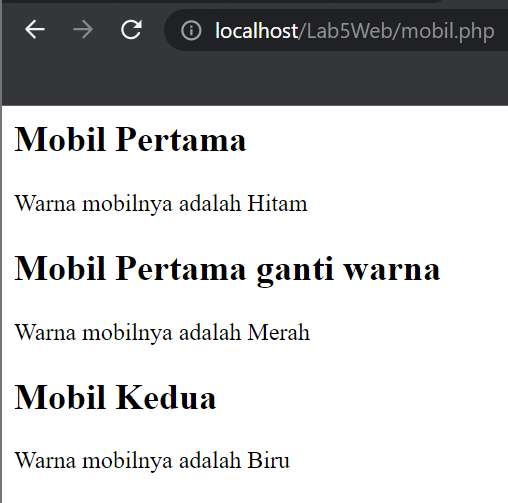 localhost/Lab5Web/mobil.php
Mobil Pertama
Warna mobilnya adalah Hitam
Mobil Pertama ganti warna
Warna mobilnya adalah Merah
Mobil Kedua
Warna mobilnya adalah Biru